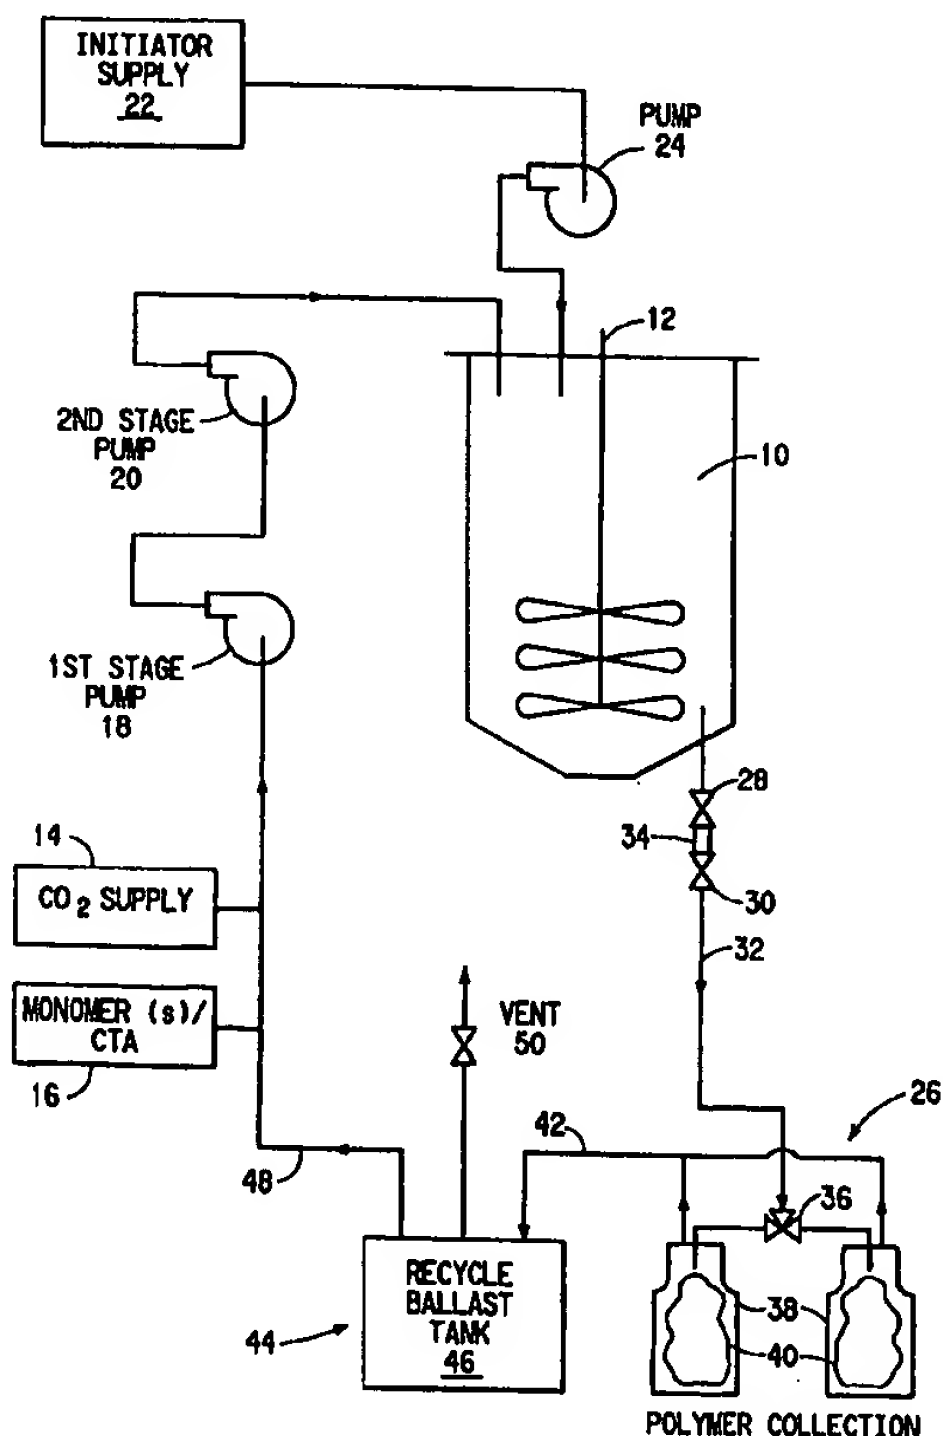 INITIATOR
SUPPLY
22
PUMP
24
12
2ND STAGE
PUMP
20
10
1ST STAGE
PUMP
18
28
14
34
CO2 SUPPLY
30
32
MONOMER (s)/
CTA
VENT
50
16
26
42
48
36
RECYCLE
BALLAST
TANK
46
38
44
40
POLYMER COLLECTION